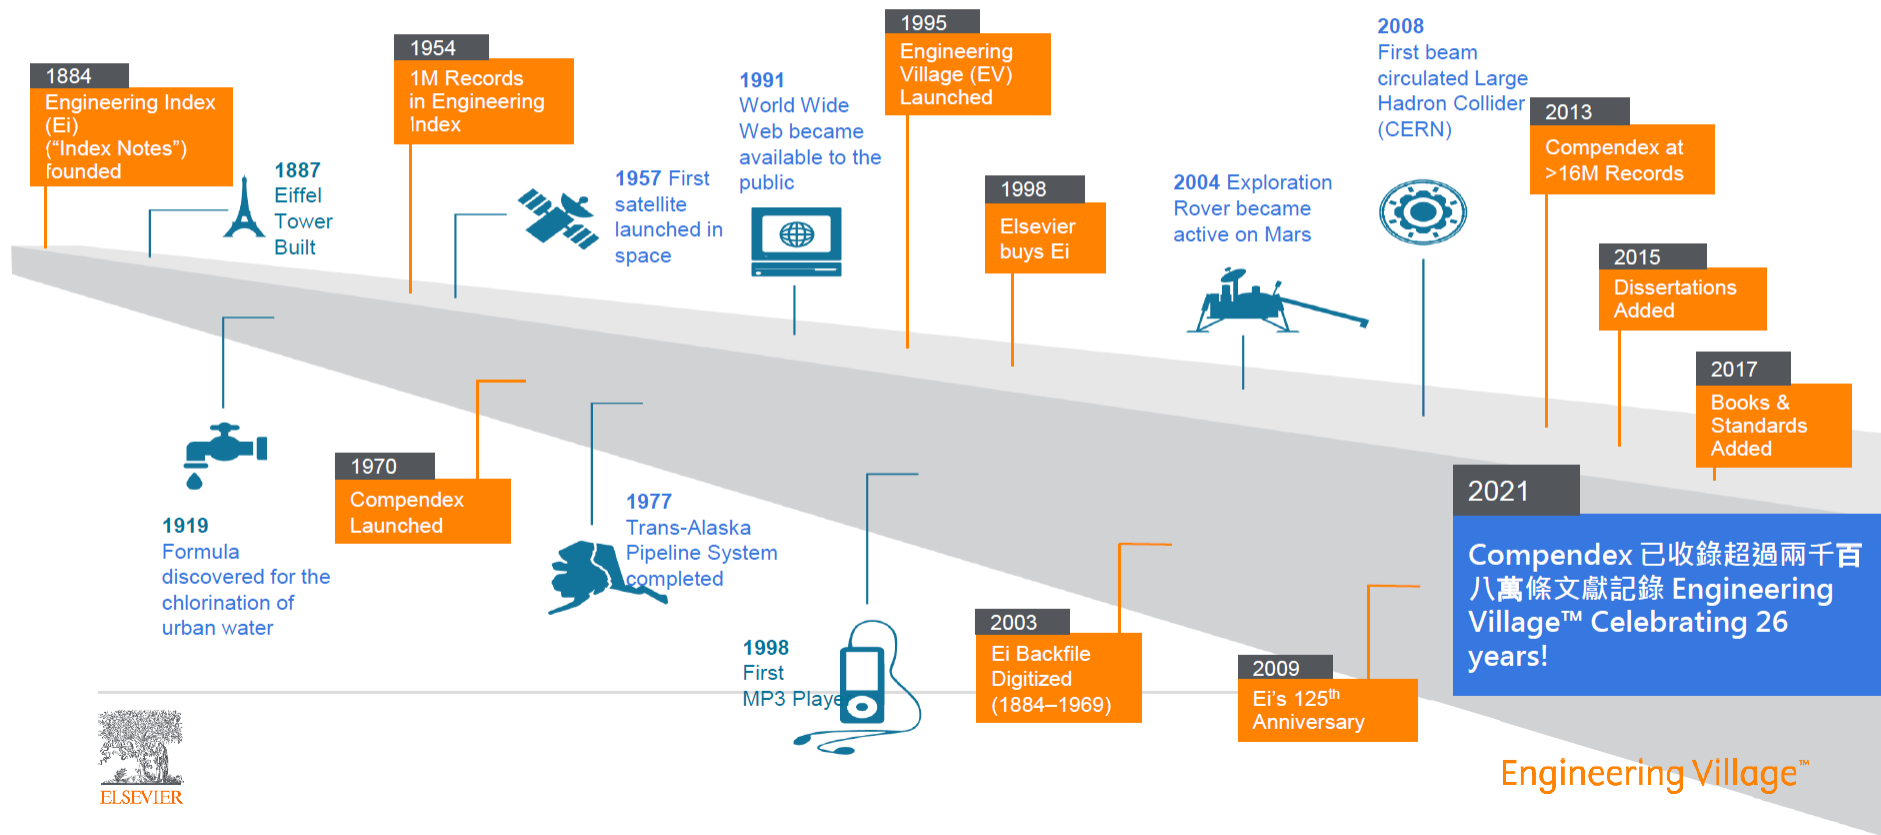 1884
Engineering Index
(Ei)
(“Index Notes”)
founded
1887
Eiffel
Tower
Built
1954
1M Records
in Engineering
Index
1957 First
satellite
launched in
space
1991
World Wide
Web became
available to the
public
1995
Engineering
Village (EV)
Launched
1998
Elsevier
buys Ei
2004 Exploration
Rover became
active on Mars
2008
First beam
circulated Large
Hadron Collider
(CERN)
2013
Compendex at
>16M Records
2015
Dissertations
Added
2017
Books &
Standards
Added
1919
Formula
discovered for the
chlorination of
urban water
1970
Compendex
Launched
1977
Trans-Alaska
Pipeline System
completed
1998
First
MP3 Player
2003
Ei Backfile
Digitized
(1884–1969)
2009
Ei’s 125th
Anniversary
2021
Compendex 已收錄超過兩千百
八萬條文獻記錄 Engineering
Village™ Celebrating 26
years!
ELSEVIER
Engineering Village™